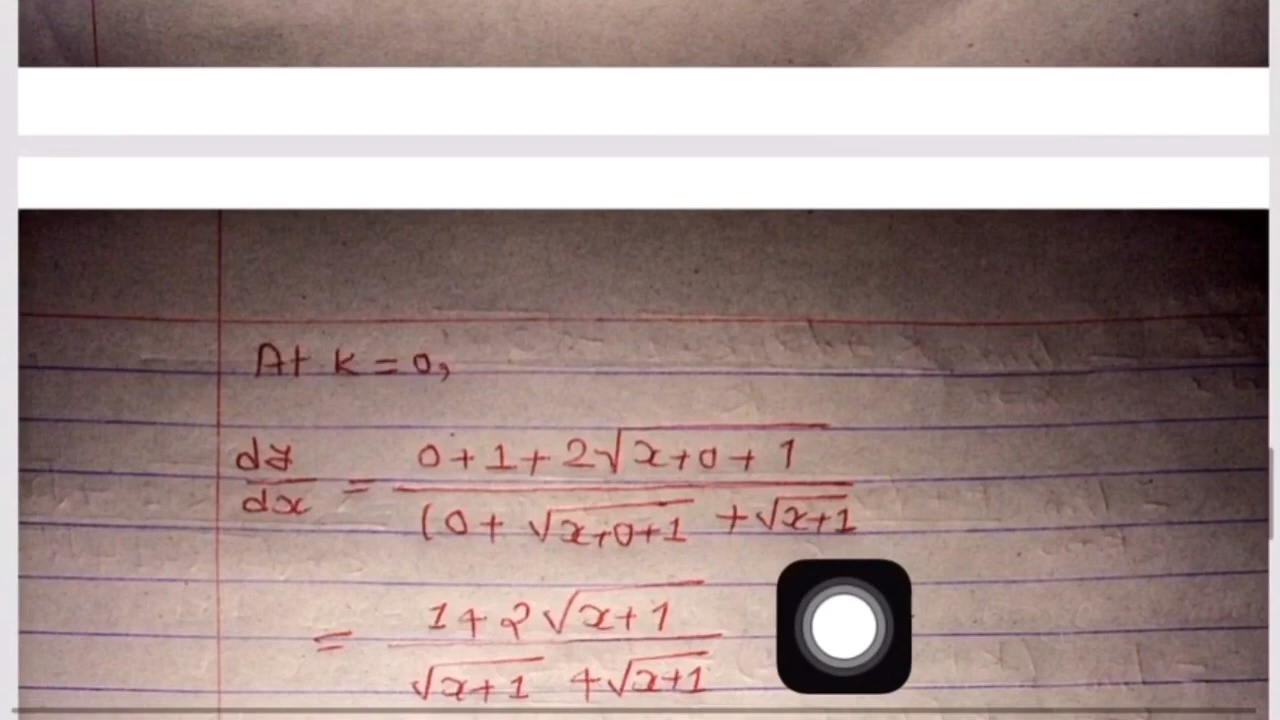 At k = 0,
dy/dx = (0 + 1 + 2√(x+0+1)) / ((0 + √(x+0+1) + √(x+1))
= (1 + 2√(x+1)) / (√(x+1) + √(x+1))